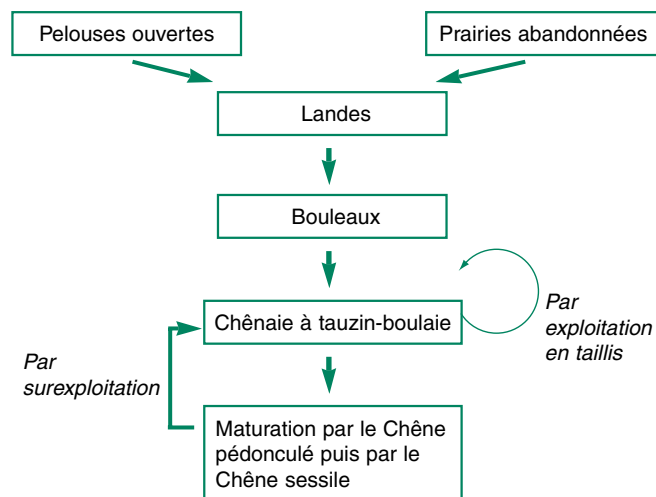 Pelouses ouvertes
Prairies abandonnées
Landes
Bouleaux
Chênaie à tauzin-boulaie
Par
exploitation
en taillis
Par
surexploitation
Maturation par le Chêne
pédonculé puis par le
Chêne sessile